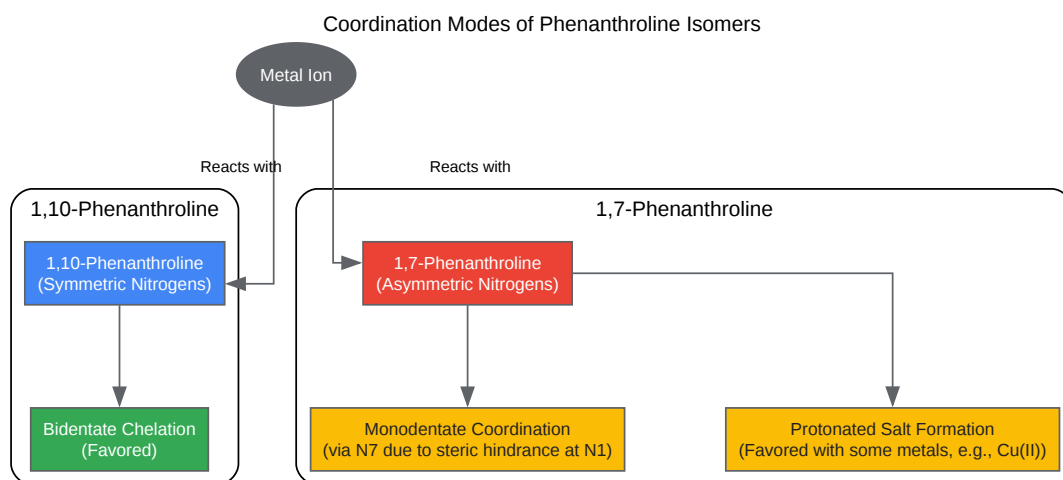 Coordination Modes of Phenanthroline Isomers
Metal Ion
Reacts with
Reacts with
1,10-Phenanthroline
1,7-Phenanthroline
1,10-Phenanthroline
(Symmetric Nitrogens)
1,7-Phenanthroline
(Asymmetric Nitrogens)
Bidentate Chelation
(Favored)
Monodentate Coordination
(via N7 due to steric hindrance at N1)
Protonated Salt Formation
(Favored with some metals, e.g., Cu(II))